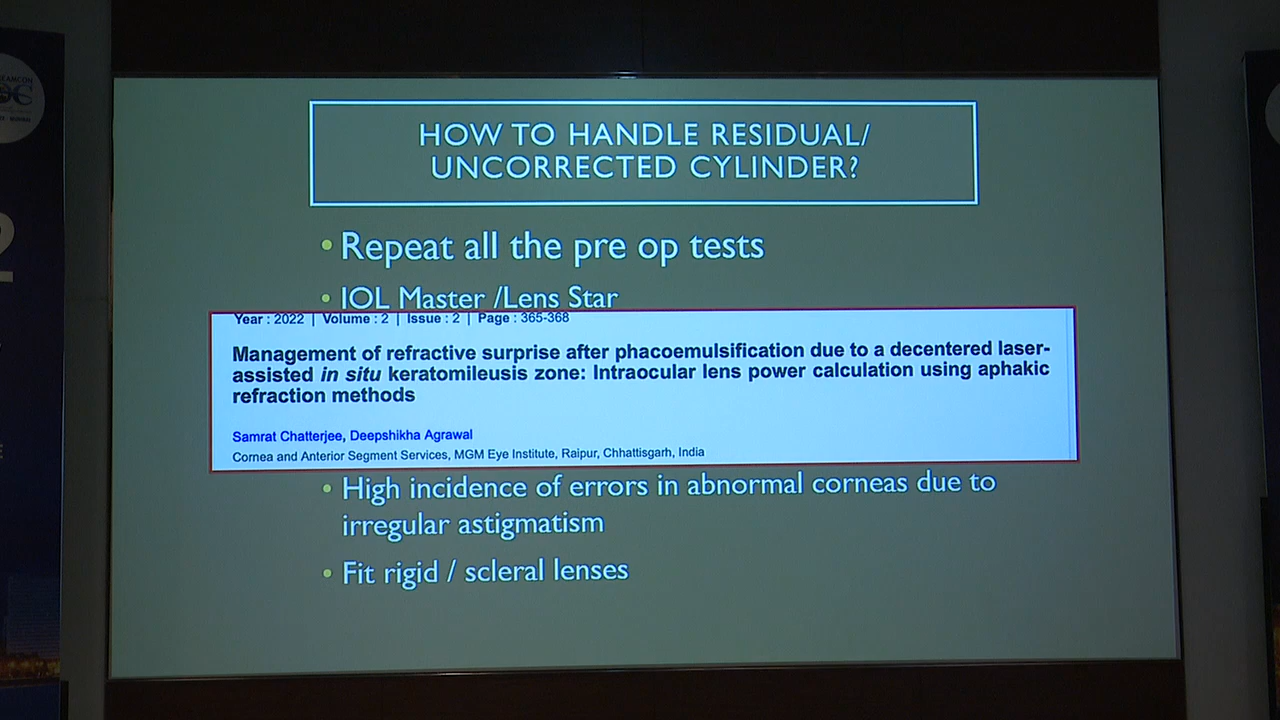 HOW TO HANDLE RESIDUAL/
UNCORRECTED CYLINDER?
• Repeat all the pre op tests
• IOL Master /Lens Star
Year : 2022 | Volume : 2 | Issue : 2 | Page : 365-368
Management of refractive surprise after phacoemulsification due to a decentered laser-
assisted in situ keratomileusis zone: Intraocular lens power calculation using aphakic
refraction methods
Samrat Chatterjee, Deepshikha Agrawal
Cornea and Anterior Segment Services, MGM Eye Institute, Raipur, Chhattisgarh, India
• High incidence of errors in abnormal corneas due to
irregular astigmatism
• Fit rigid / scleral lenses
2